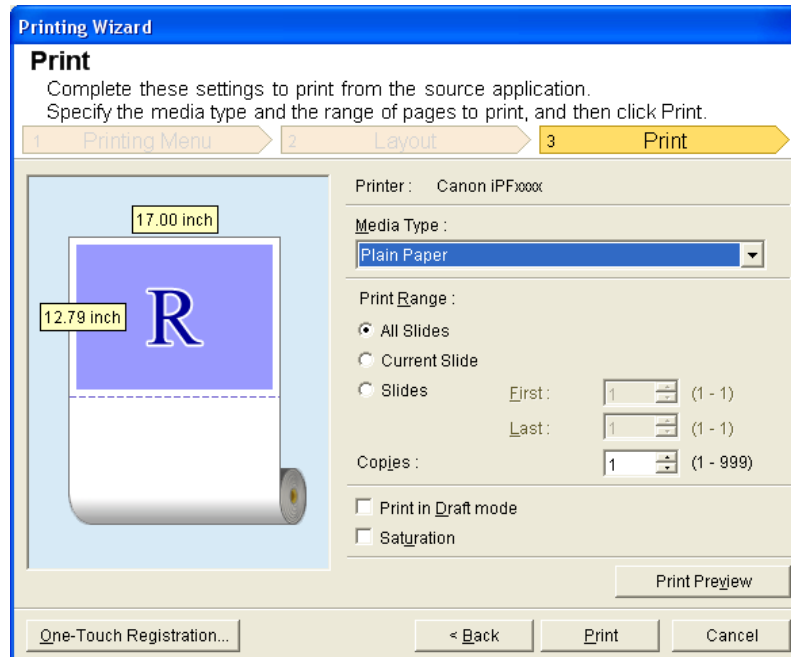 Printing Wizard
Print
Complete these settings to print from the source application.
Specify the media type and the range of pages to print, and then click Print.
1 Printing Menu 2 Layout 3 Print
Printer : Canon iPFxxxx
17.00 inch
Media Type :
Plain Paper
12.79 inch
R
Print Range :
All Slides
Current Slide
Slides First : 1 (1 - 1)
Last : 1 (1 - 1)
Copies : 1 (1 - 999)
Print in Draft mode
Saturation
Print Preview
One-Touch Registration... < Back Print Cancel